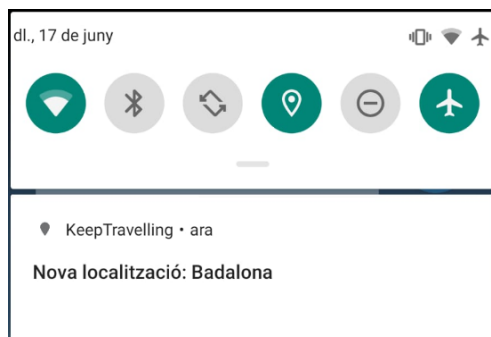 dl., 17 de juny
KeepTravelling • ara
Nova localització: Badalona